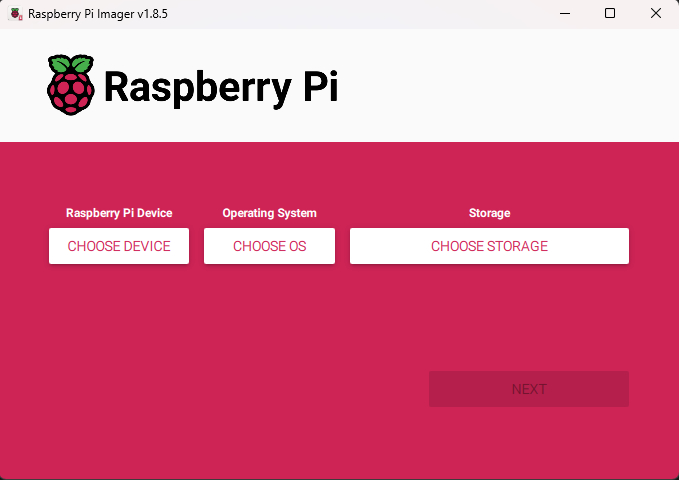 Raspberry Pi Imager v1.8.5
Raspberry Pi
Raspberry Pi Device
Operating System
Storage
CHOOSE DEVICE
CHOOSE OS
CHOOSE STORAGE
NEXT